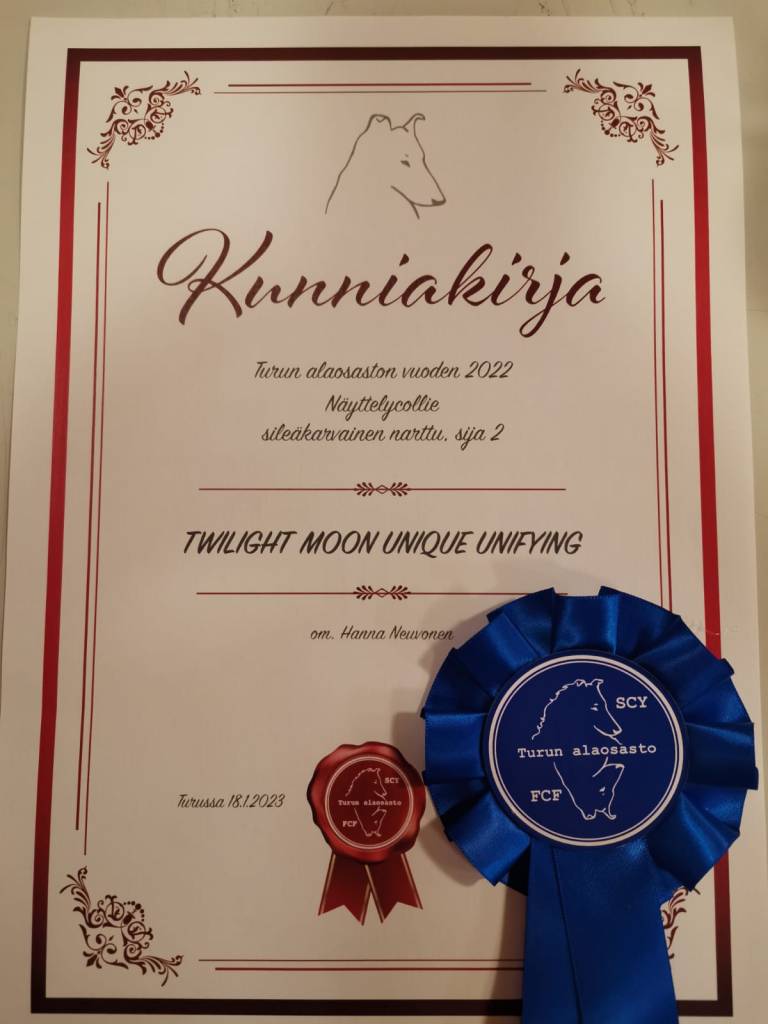 Kunniakirja
Turun alaosaston vuoden 2022
Näyttelycollie
sileäkarvainen narttu, sija 2
TWILIGHT MOON UNIQUE UNIFYING
om. Hanna Neuvonen
Turussa 18.1.2023
SCY
Turun alaosasto
FCF
SCY
Turun alaosasto
FCF